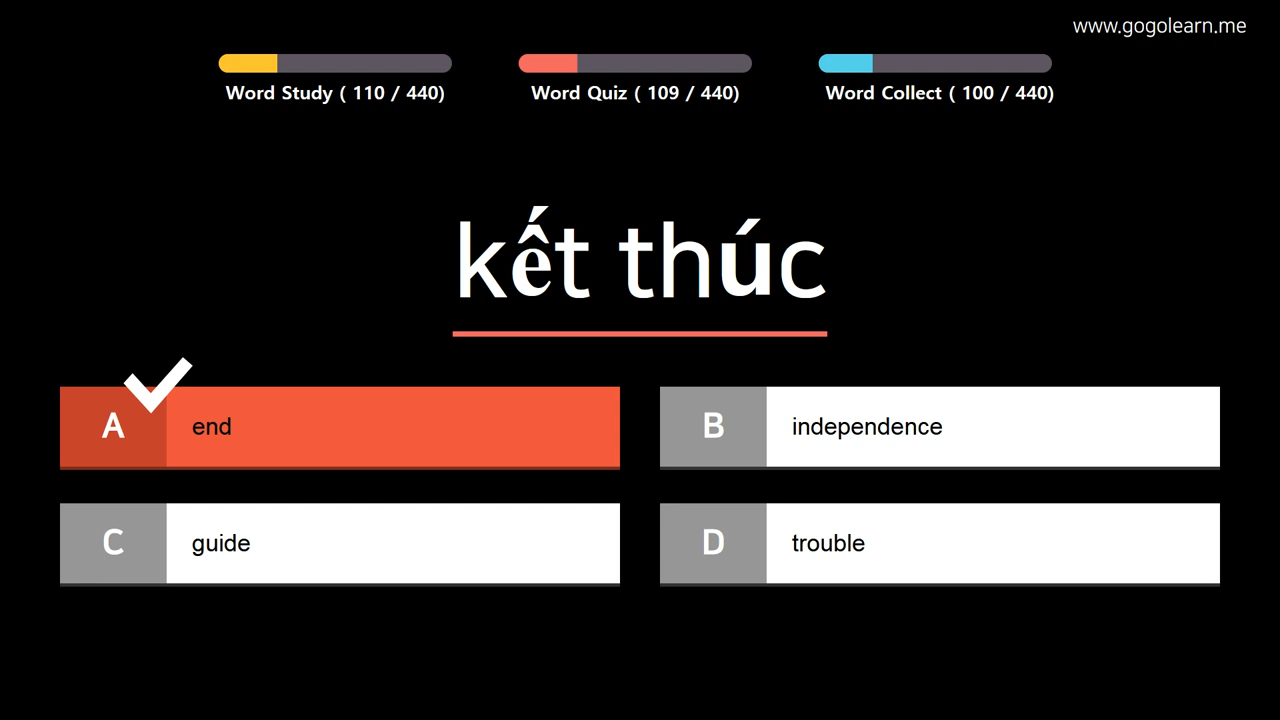 www.gogolearn.me
Word Study ( 110 / 440)
Word Quiz ( 109 / 440)
Word Collect ( 100 / 440)
kết thúc
A end
B independence
C guide
D trouble